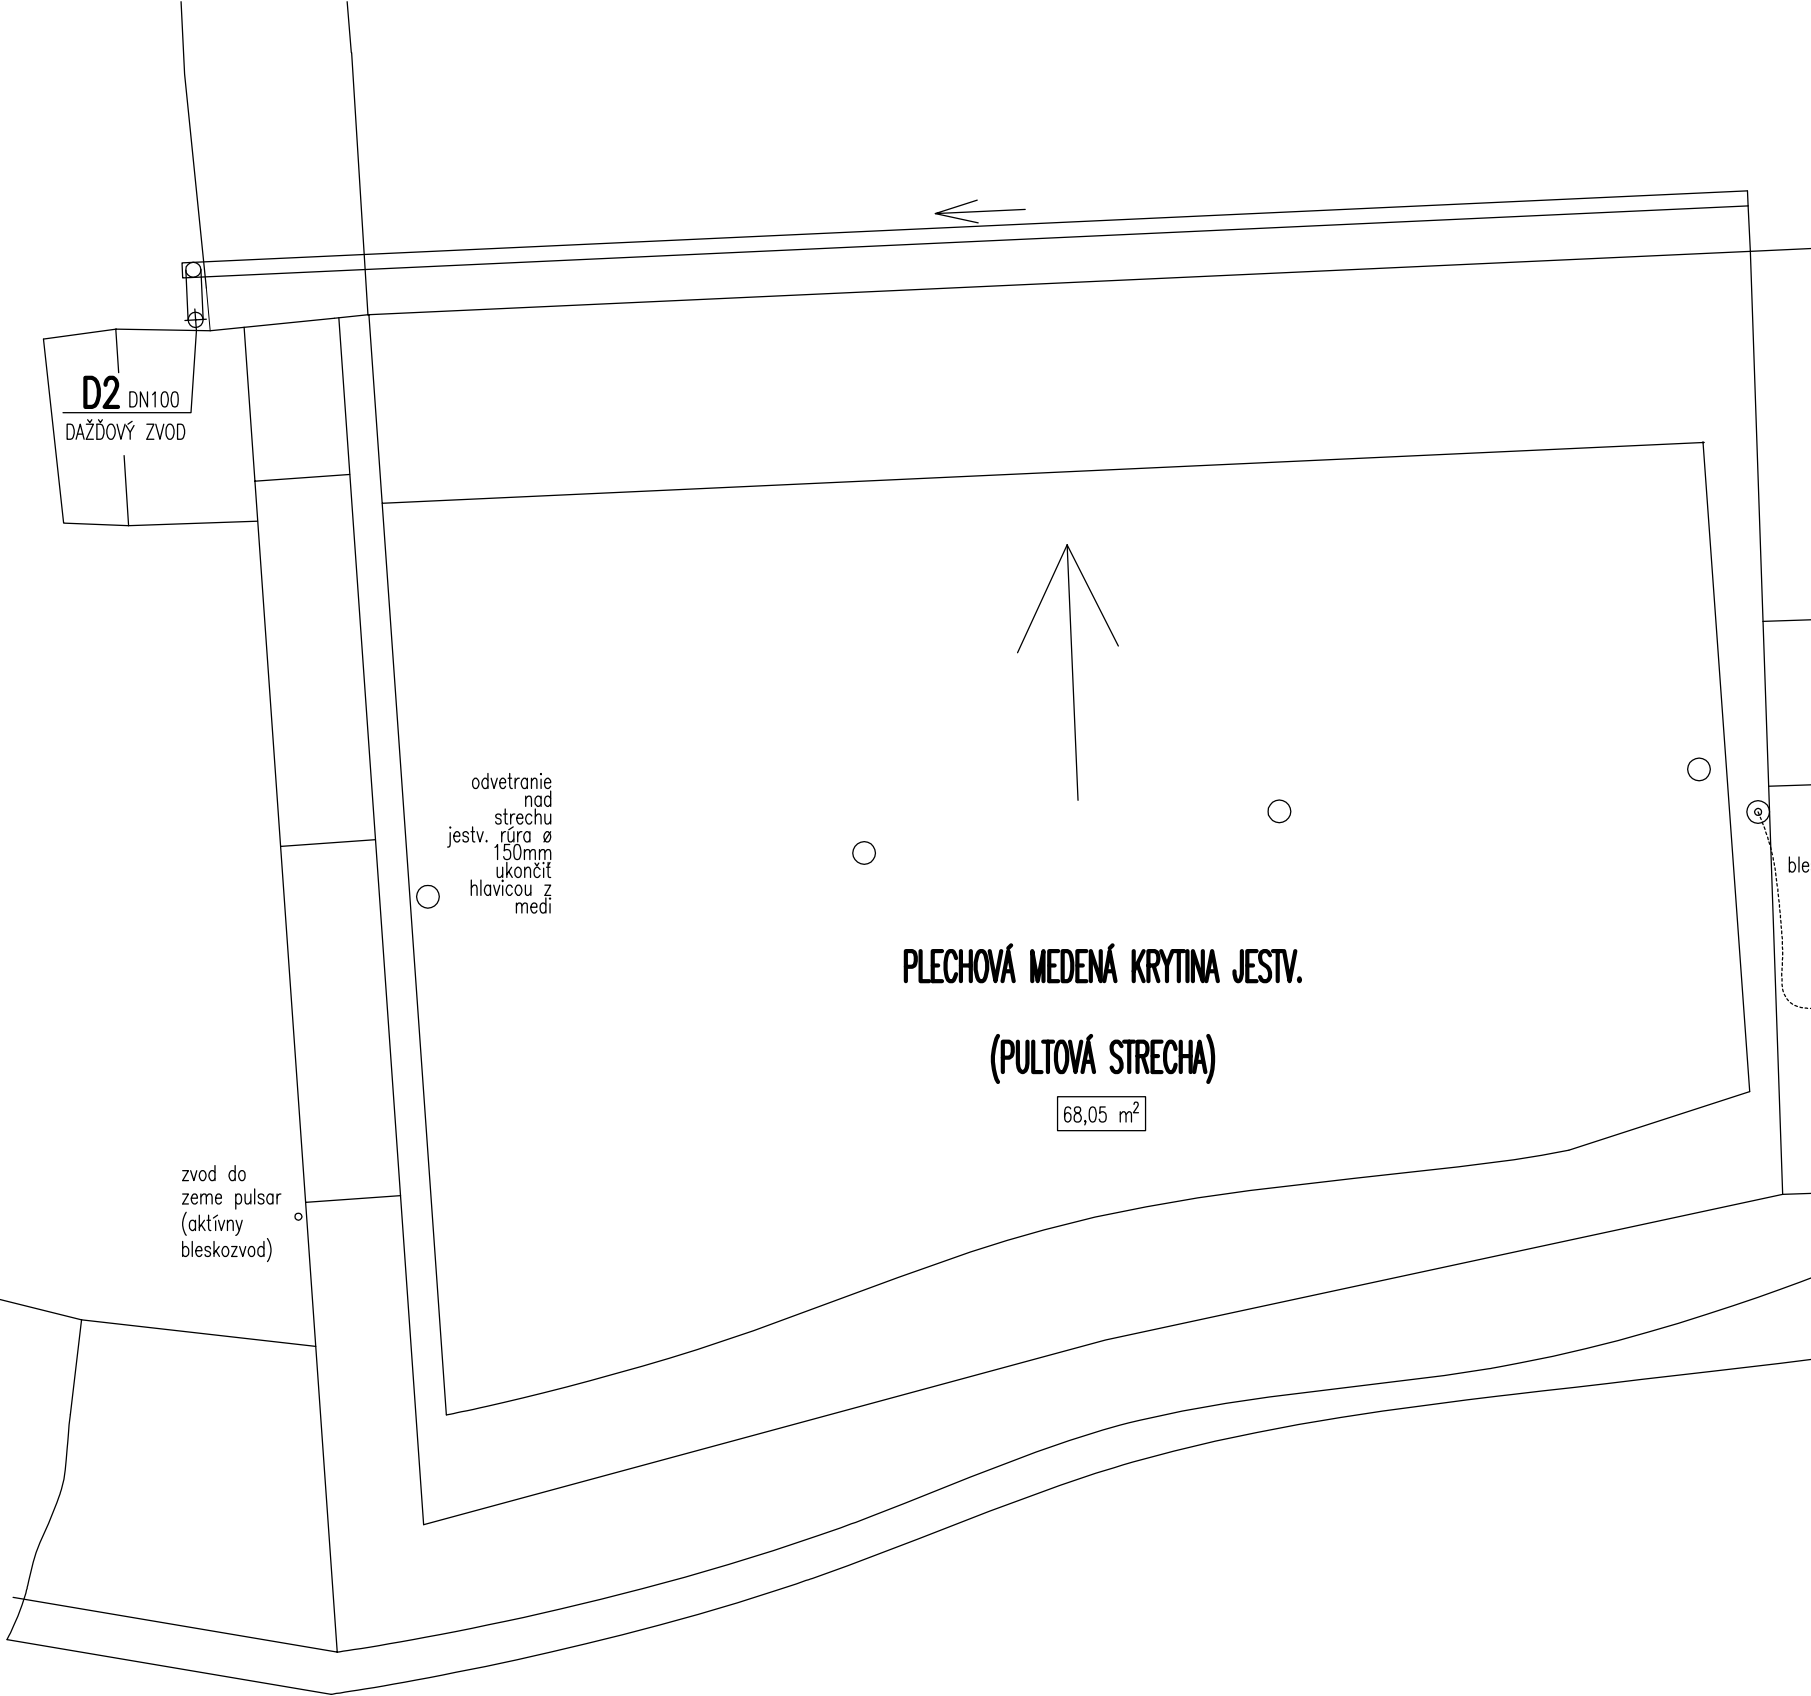 D2 DN100
DAŽĎOVÝ ZVOD
odvetranie
nad
strechu
jestv. rúra ø
150mm
ukončiť
hlavicou z
medi
ble
PLECHOVÁ MEDENÁ KRYTINA JESTV.
(PULTOVÁ STRECHA)
68,05 m²
zvod do
zeme pulsar
(aktívny
bleskozvod)